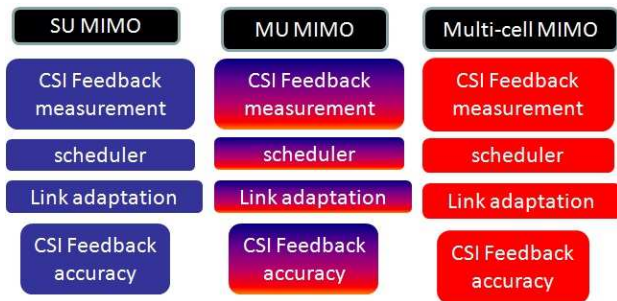 SU MIMO
CSI Feedback
measurement
scheduler
Link adaptation
CSI Feedback
accuracy
MU MIMO
CSI Feedback
measurement
scheduler
Link adaptation
CSI Feedback
accuracy
Multi-cell MIMO
CSI Feedback
measurement
scheduler
Link adaptation
CSI Feedback
accuracy